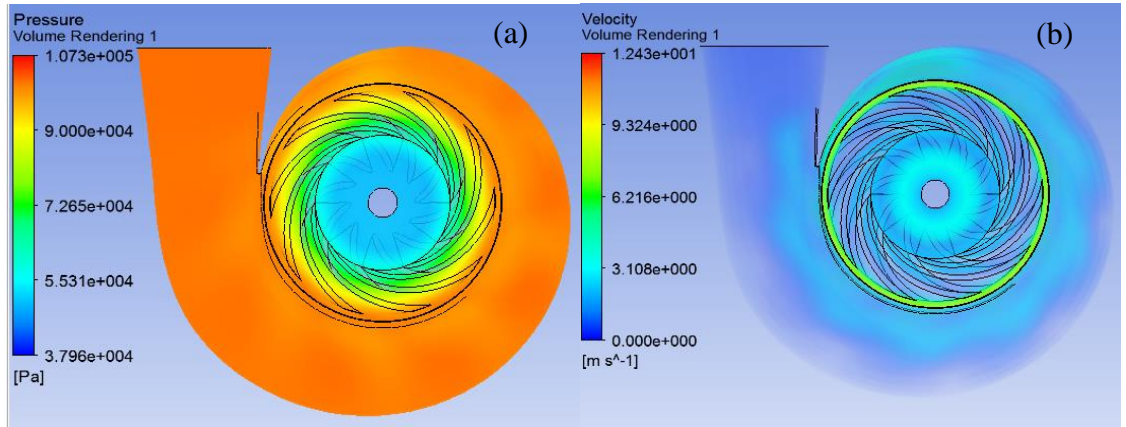 Pressure
Volume Rendering 1
(a)
1.073e+005
9.000e+004
7.265e+004
5.531e+004
3.796e+004
[Pa]
Velocity
Volume Rendering 1
(b)
1.243e+001
9.324e+000
6.216e+000
3.108e+000
0.000e+000
[m s^-1]